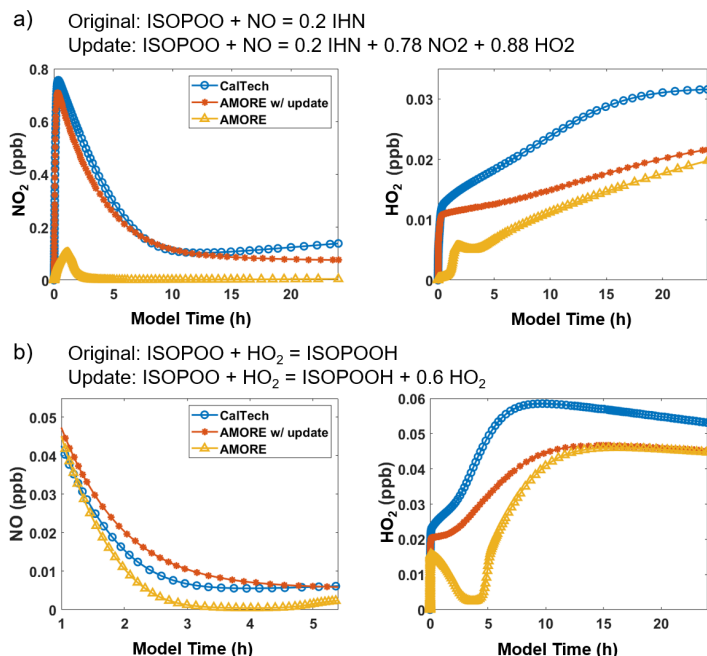 a)
Original: ISOPOO + NO = 0.2 IHN
Update: ISOPOO + NO = 0.2 IHN + 0.78 NO2 + 0.88 HO2
NO₂ (ppb)
0.8
0.6
0.4
0.2
0
0 5 10 15 20
Model Time (h)
CalTech
AMORE w/ update
AMORE
HO₂ (ppb)
0.03
0.02
0.01
0
0 5 10 15 20
Model Time (h)
b)
Original: ISOPOO + HO₂ = ISOPOOH
Update: ISOPOO + HO₂ = ISOPOOH + 0.6 HO₂
NO (ppb)
0.05
0.04
0.03
0.02
0.01
0
1 2 3 4 5
Model Time (h)
CalTech
AMORE w/ update
AMORE
HO₂ (ppb)
0.06
0.05
0.04
0.03
0.02
0.01
0
0 5 10 15 20
Model Time (h)